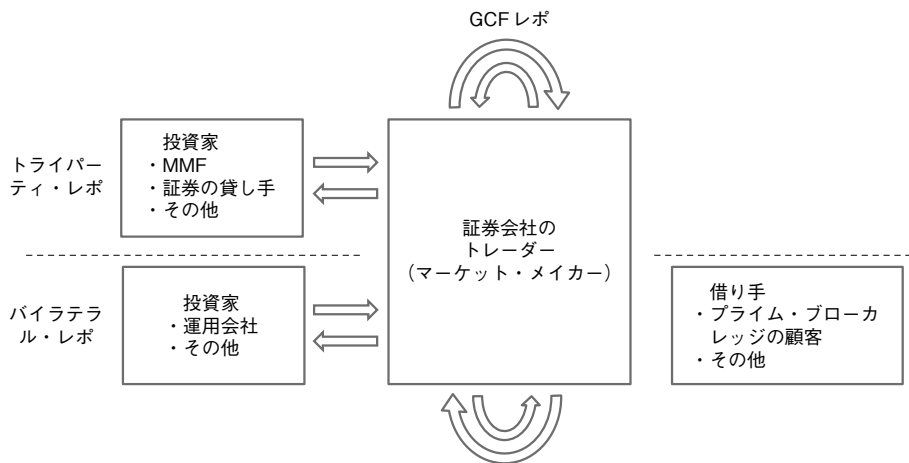 GCFレポ
トライパー
ティ・レポ
投資家
・MMF
・証券の貸し手
・その他
証券会社の
トレーダー
（マーケット・メイカー）
バイラテラ
ル・レポ
投資家
・運用会社
・その他
借り手
・プライム・ブローカ
レッジの顧客
・その他